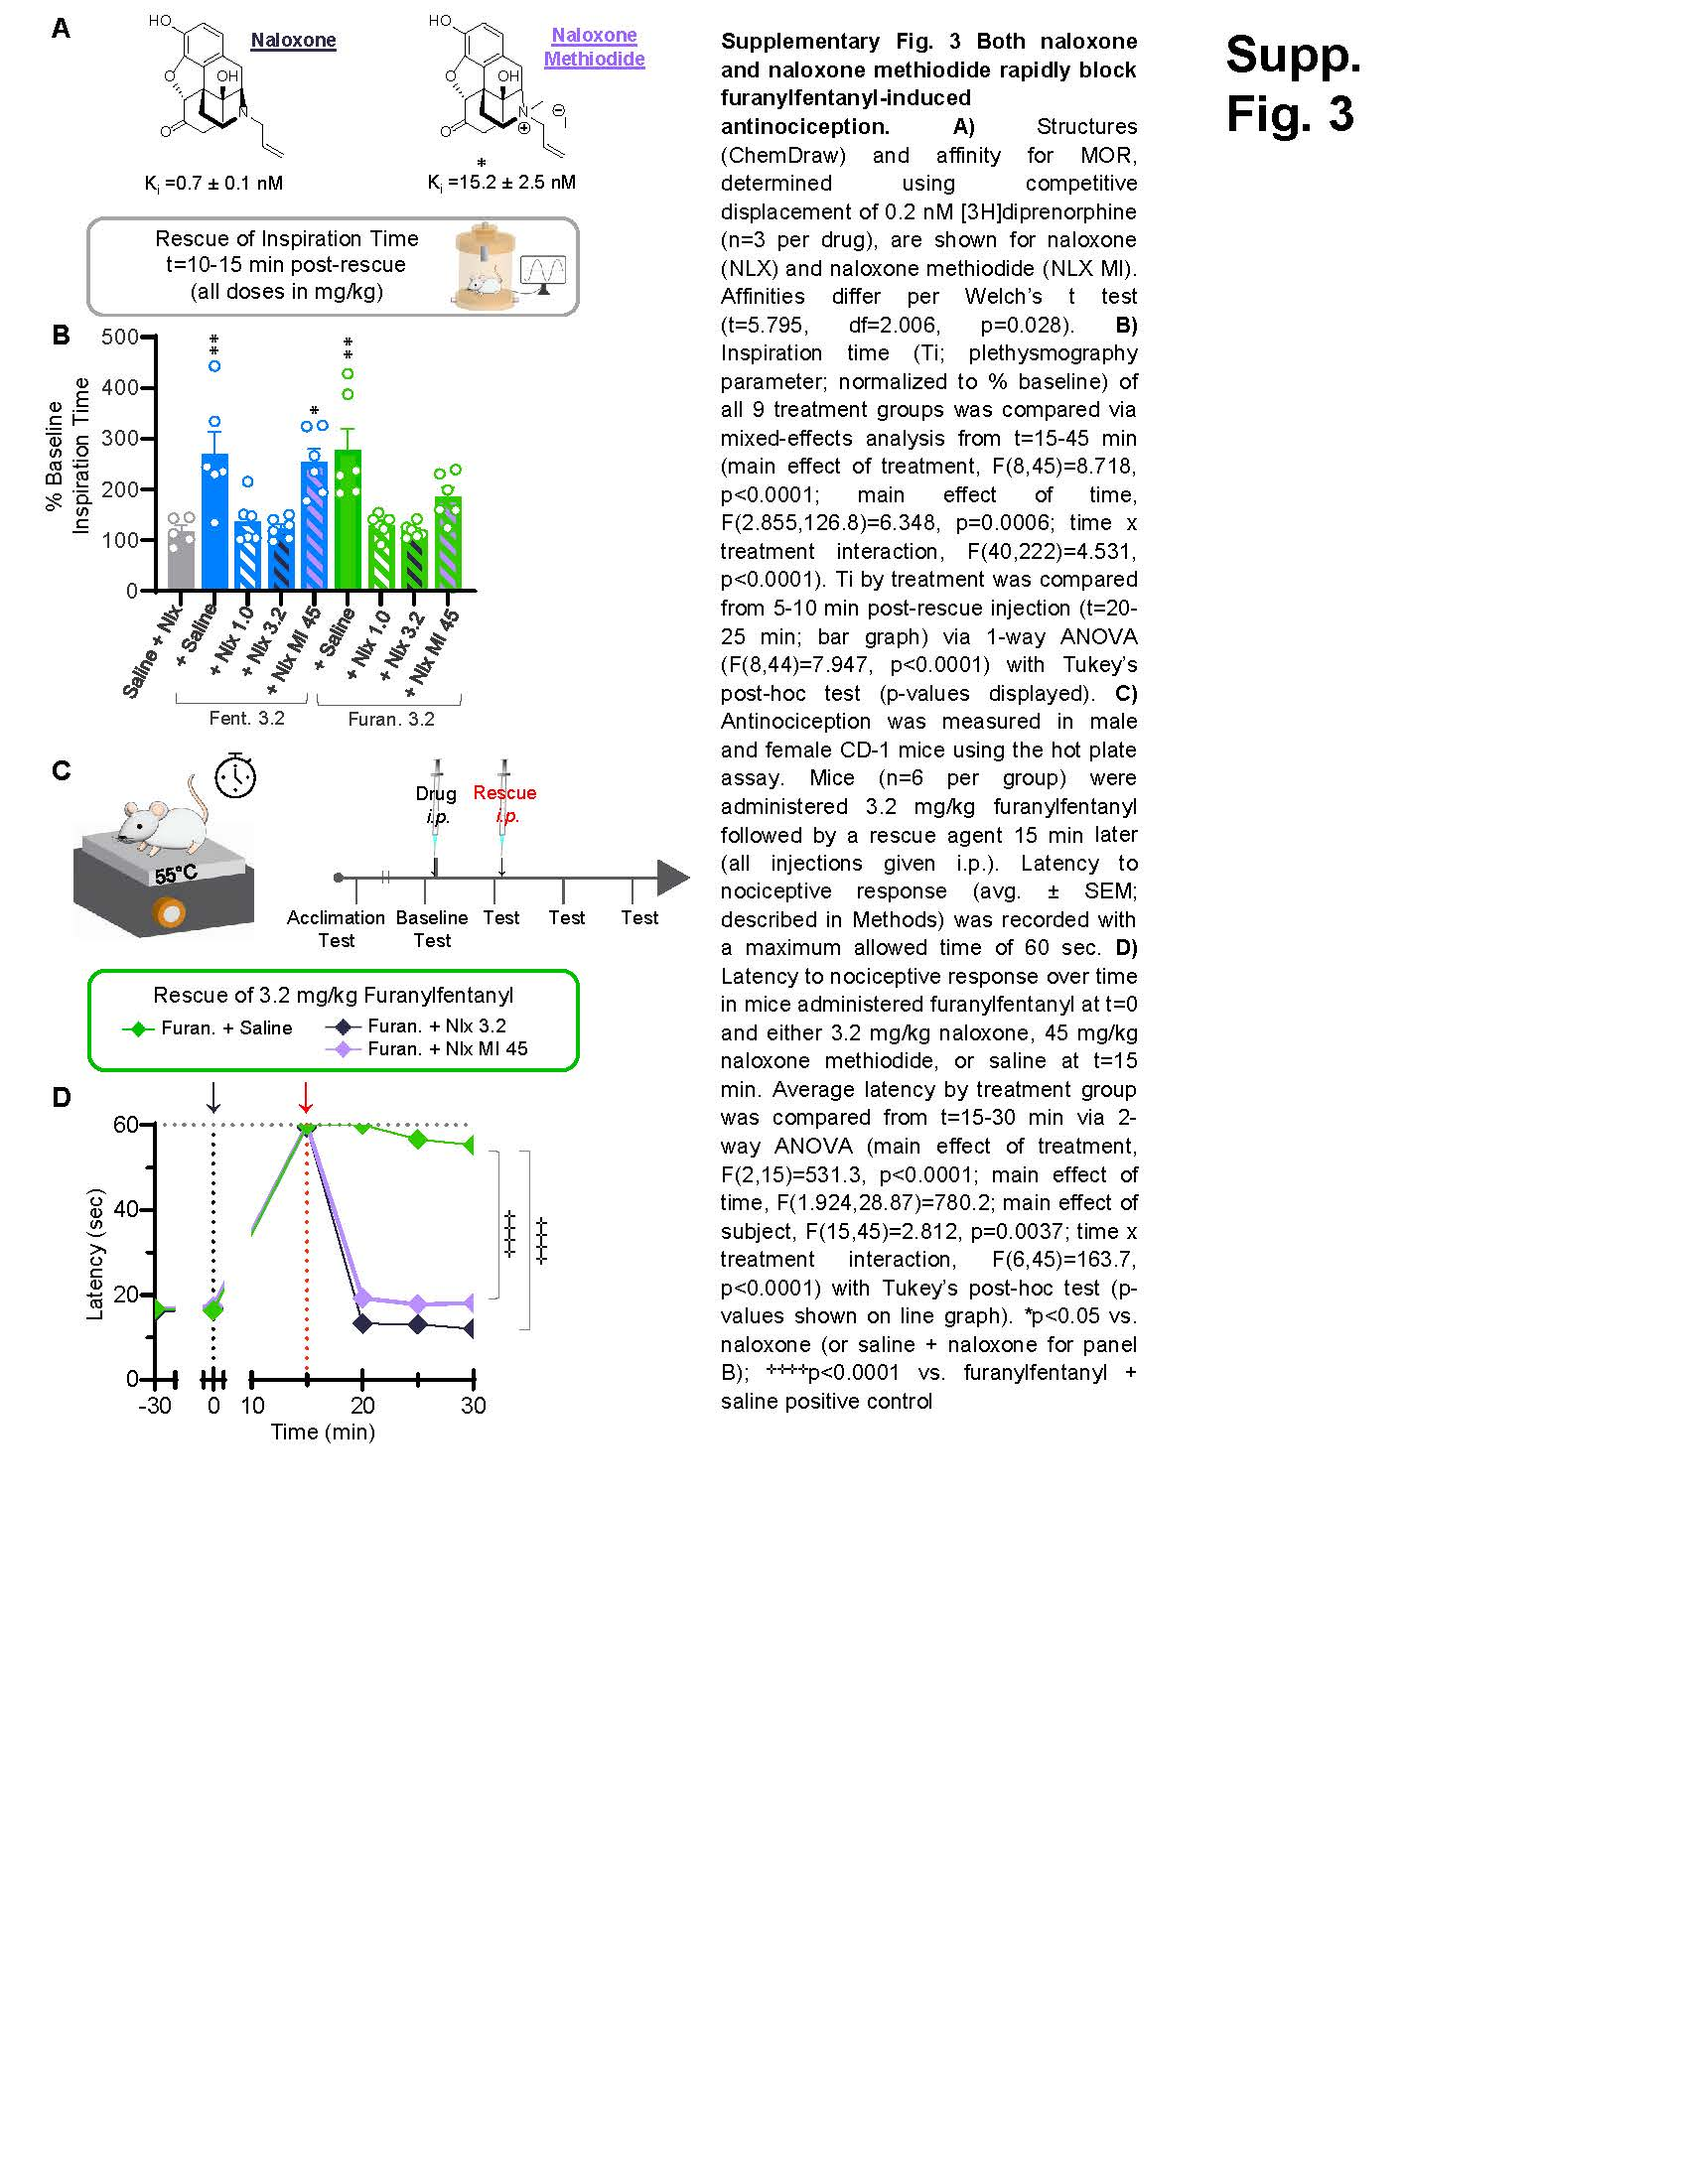 A
HO
O
OH
N
O
Naloxone
HO
O
OH
N
⊕
⊖
I
O
Naloxone
Methiodide
Ki =0.7 ± 0.1 nM
*
Ki =15.2 ± 2.5 nM
Rescue of Inspiration Time
t=10-15 min post-rescue
(all doses in mg/kg)
B
% Baseline
Inspiration Time
500
400
300
200
100
0
**
*
**
Saline + Nlx
+ Saline
+ Nlx 1.0
+ Nlx 3.2
+ Nlx MI 45
+ Saline
+ Nlx 1.0
+ Nlx 3.2
+ Nlx MI 45
Fent. 3.2
Furan. 3.2
C
55°C
Drug
i.p.
Rescue
i.p.
Acclimation
Test
Baseline
Test
Test
Test
Test
Rescue of 3.2 mg/kg Furanylfentanyl
Furan. + Saline
Furan. + Nlx 3.2
Furan. + Nlx MI 45
D
Latency (sec)
60
40
20
0
-30
0
10
20
30
Time (min)
‡‡‡‡
‡‡‡‡
Supplementary Fig. 3 Both naloxone
and naloxone methiodide rapidly block
furanylfentanyl-induced
antinociception. A) Structures
(ChemDraw) and affinity for MOR,
determined using competitive
displacement of 0.2 nM [3H]diprenorphine
(n=3 per drug), are shown for naloxone
(NLX) and naloxone methiodide (NLX MI).
Affinities differ per Welch’s t test
(t=5.795, df=2.006, p=0.028). B)
Inspiration time (Ti; plethysmography
parameter; normalized to % baseline) of
all 9 treatment groups was compared via
mixed-effects analysis from t=15-45 min
(main effect of treatment, F(8,45)=8.718,
p<0.0001; main effect of time,
F(2.855,126.8)=6.348, p=0.0006; time x
treatment interaction, F(40,222)=4.531,
p<0.0001). Ti by treatment was compared
from 5-10 min post-rescue injection (t=20-
25 min; bar graph) via 1-way ANOVA
(F(8,44)=7.947, p<0.0001) with Tukey’s
post-hoc test (p-values displayed). C)
Antinociception was measured in male
and female CD-1 mice using the hot plate
assay. Mice (n=6 per group) were
administered 3.2 mg/kg furanylfentanyl
followed by a rescue agent 15 min later
(all injections given i.p.). Latency to
nociceptive response (avg. ± SEM;
described in Methods) was recorded with
a maximum allowed time of 60 sec. D)
Latency to nociceptive response over time
in mice administered furanylfentanyl at t=0
and either 3.2 mg/kg naloxone, 45 mg/kg
naloxone methiodide, or saline at t=15
min. Average latency by treatment group
was compared from t=15-30 min via 2-
way ANOVA (main effect of treatment,
F(2,15)=531.3, p<0.0001; main effect of
time, F(1.924,28.87)=780.2; main effect of
subject, F(15,45)=2.812, p=0.0037; time x
treatment interaction, F(6,45)=163.7,
p<0.0001) with Tukey’s post-hoc test (p-
values shown on line graph). *p<0.05 vs.
naloxone (or saline + naloxone for panel
B); ⁺⁺⁺⁺p<0.0001 vs. furanylfentanyl +
saline positive control
Supp.
Fig. 3